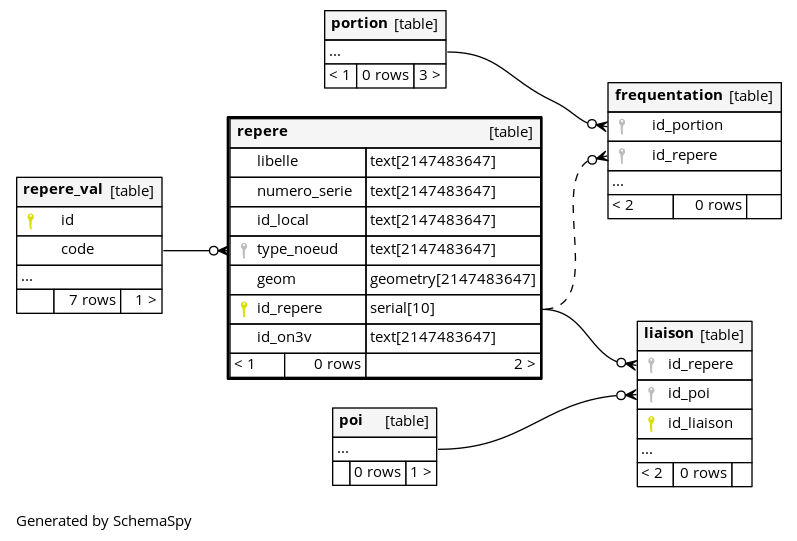 portion [table]
...
< 1 0 rows 3 >
frequentation [table]
id_portion
id_repere
...
< 2 0 rows
repere [table]
libelle text[2147483647]
numero_serie text[2147483647]
id_local text[2147483647]
type_noeud text[2147483647]
geom geometry[2147483647]
id_repere serial[10]
id_on3v text[2147483647]
< 1 0 rows 2 >
repere_val [table]
id
code
...
7 rows 1 >
liaison [table]
id_repere
id_poi
id_liaison
...
< 2 0 rows
poi [table]
...
0 rows 1 >
Generated by SchemaSpy